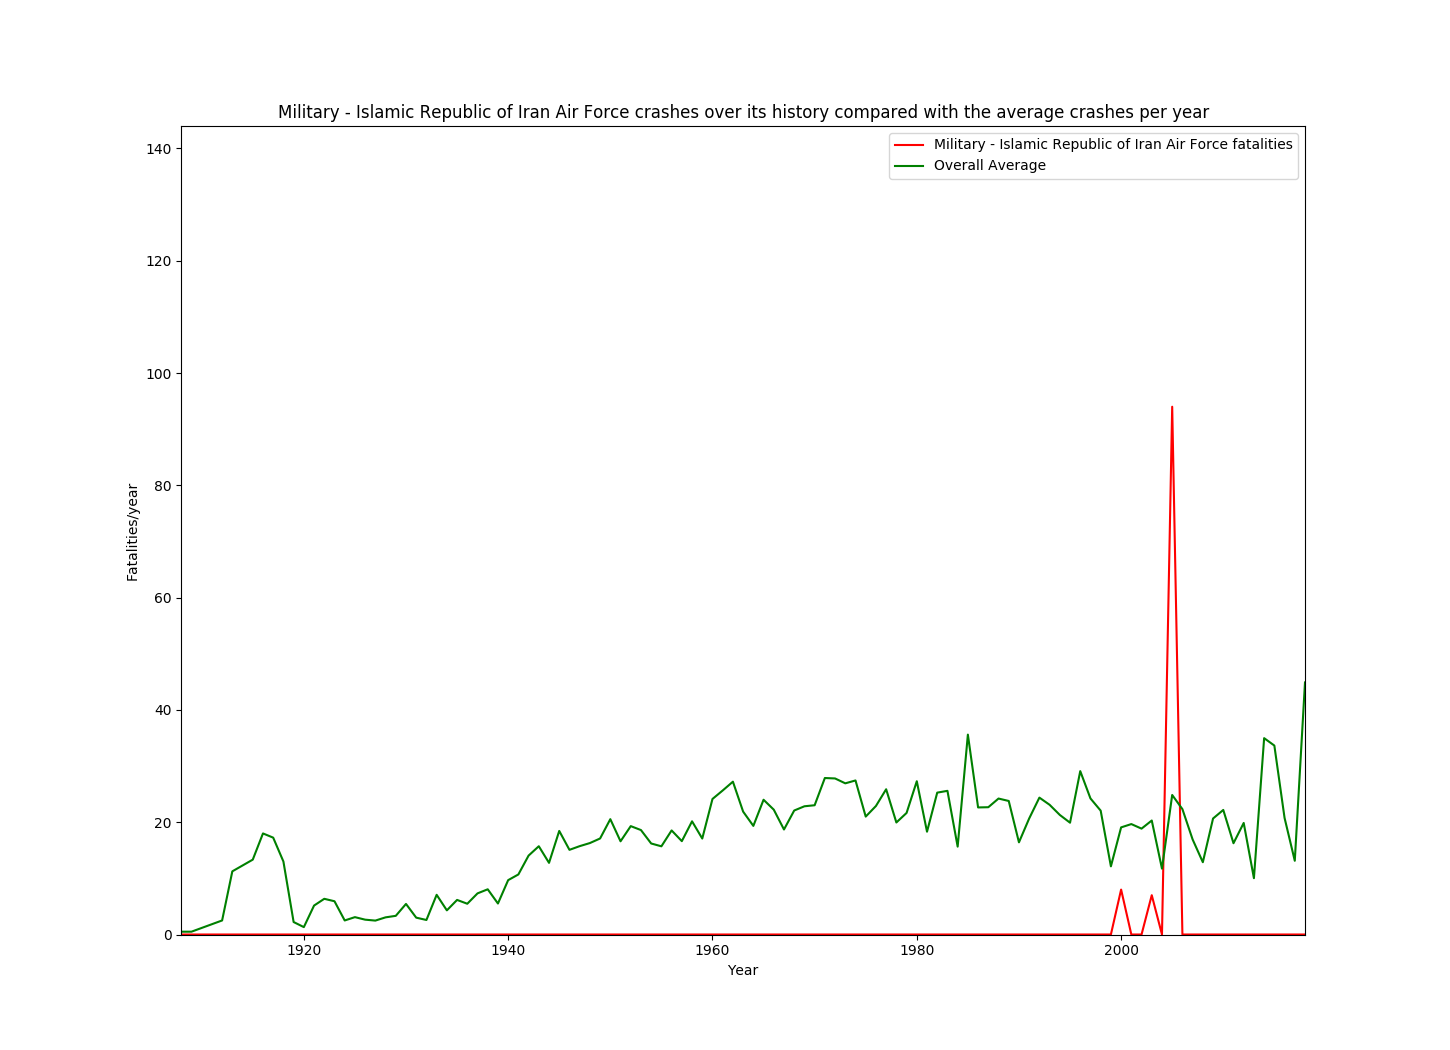 Military - Islamic Republic of Iran Air Force crashes over its history compared with the average crashes per year
Military - Islamic Republic of Iran Air Force fatalities
Overall Average
140
120
100
80
60
40
20
0
Fatalities/year
1920 1940 1960 1980 2000
Year